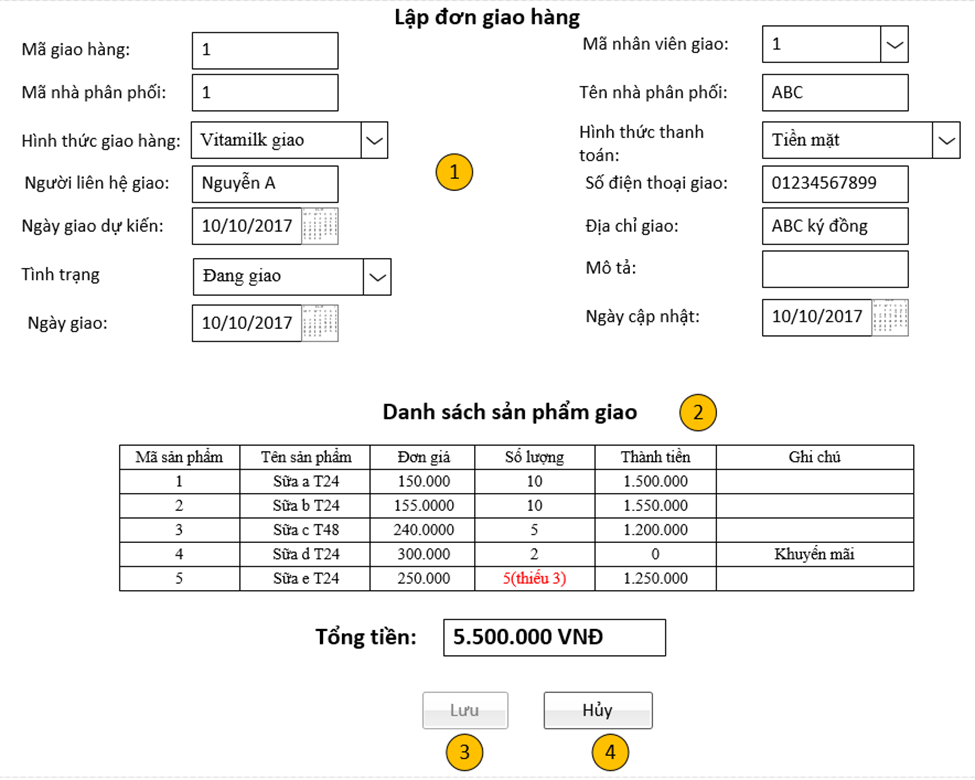 Lập đơn giao hàng
Mã giao hàng: 1 Mã nhân viên giao: 1
Mã nhà phân phối: 1 Tên nhà phân phối: ABC
Hình thức giao hàng: Vitamilk giao Hình thức thanh
toán: Tiền mặt
1
Người liên hệ giao: Nguyễn A Số điện thoại giao: 01234567899
Ngày giao dự kiến: 10/10/2017 Địa chỉ giao: ABC ký đồng
Tình trạng Đang giao Mô tả:
Ngày giao: 10/10/2017 Ngày cập nhật: 10/10/2017
Danh sách sản phẩm giao 2
Mã sản phẩm Tên sản phẩm Đơn giá Số lượng Thành tiền Ghi chú
1 Sữa a T24 150.000 10 1.500.000
2 Sữa b T24 155.0000 10 1.550.000
3 Sữa c T48 240.0000 5 1.200.000
4 Sữa d T24 300.000 2 0 Khuyến mãi
5 Sữa e T24 250.000 5(thiếu 3) 1.250.000
Tổng tiền: 5.500.000 VNĐ
Lưu Hủy
3 4